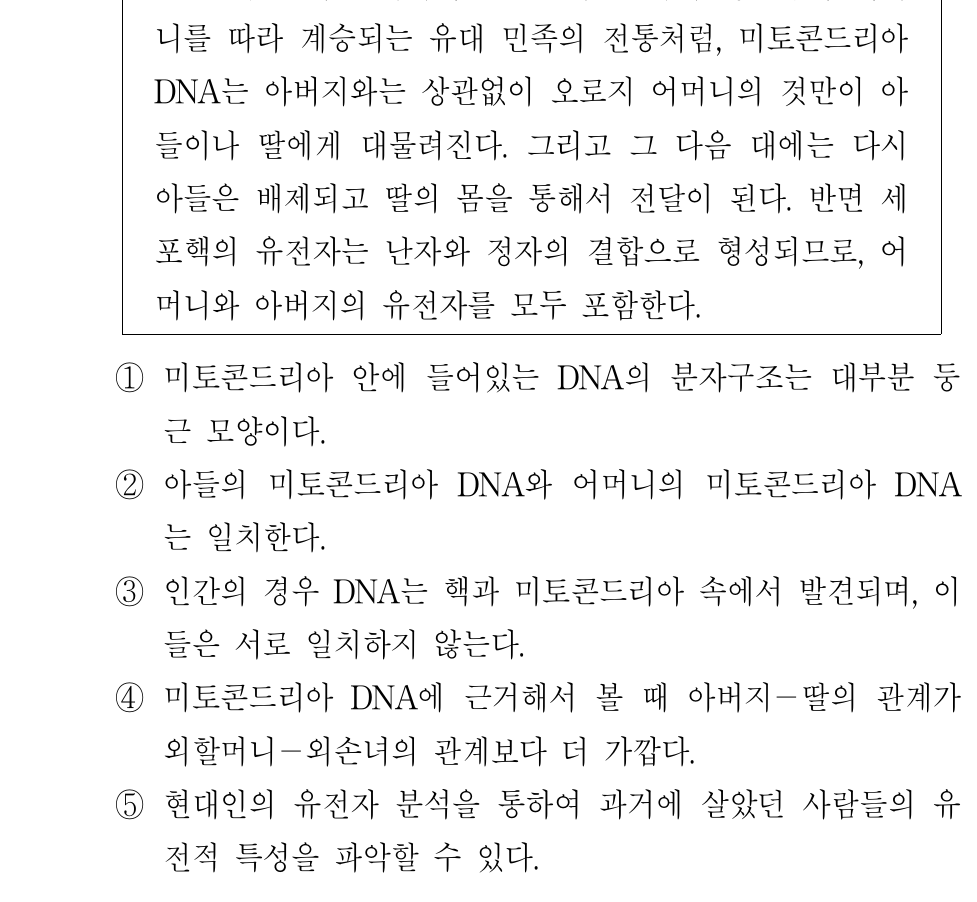 니를 따라 계승되는 유대 민족의 전통처럼, 미토콘드리아
DNA는 아버지와는 상관없이 오로지 어머니의 것만이 아
들이나 딸에게 대물려진다. 그리고 그 다음 대에는 다시
아들은 배제되고 딸의 몸을 통해서 전달이 된다. 반면 세
포핵의 유전자는 난자와 정자의 결합으로 형성되므로, 어
머니와 아버지의 유전자를 모두 포함한다.
① 미토콘드리아 안에 들어있는 DNA의 분자구조는 대부분 둥
근 모양이다.
② 아들의 미토콘드리아 DNA와 어머니의 미토콘드리아 DNA
는 일치한다.
③ 인간의 경우 DNA는 핵과 미토콘드리아 속에서 발견되며, 이
들은 서로 일치하지 않는다.
④ 미토콘드리아 DNA에 근거해서 볼 때 아버지-딸의 관계가
외할머니-외손녀의 관계보다 더 가깝다.
⑤ 현대인의 유전자 분석을 통하여 과거에 살았던 사람들의 유
전적 특성을 파악할 수 있다.